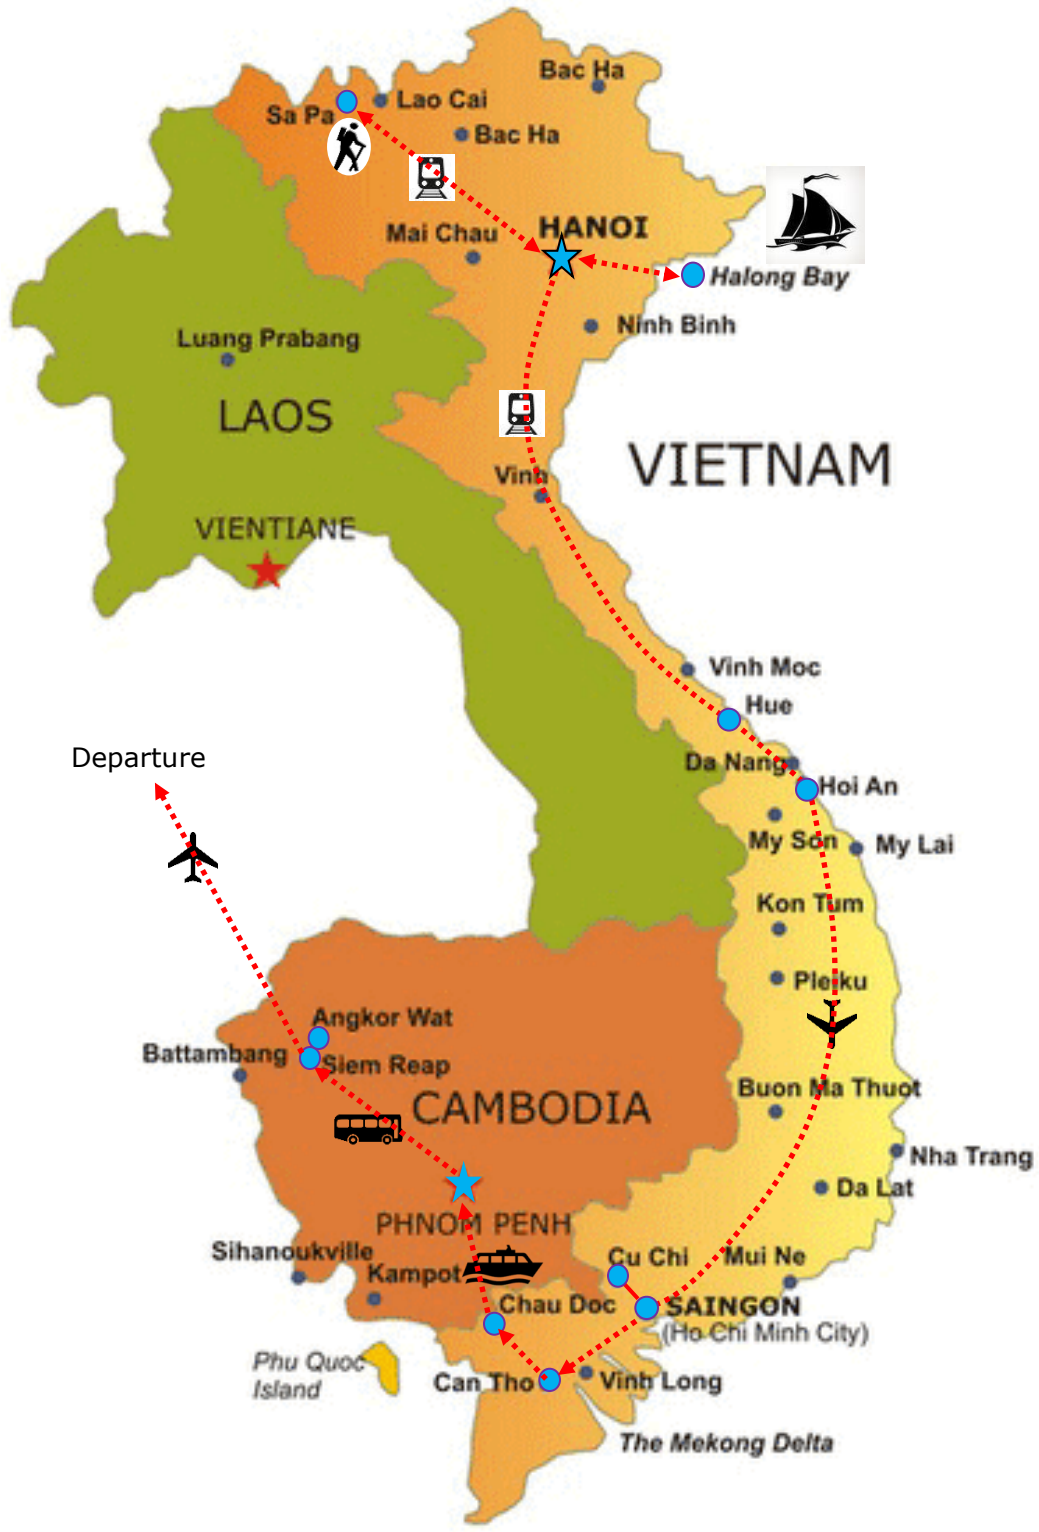 Bac Ha
Lao Cai
Sa Pa
Bac Ha
HANOI
Mai Chau
Halong Bay
Ninh Binh
Luang Prabang
LAOS
VIETNAM
Vinh
VIENTIANE
Vinh Moc
Hue
Departure
Da Nang
Hoi An
My Son
My Lai
Kon Tum
Pleiku
Angkor Wat
Battambang
Siem Reap
Buon Ma Thuot
CAMBODIA
Nha Trang
Da Lat
PHNOM PENH
Sihanoukville
Cu Chi
Mui Ne
Kampot
Chau Doc
SAINGON
(Ho Chi Minh City)
Phu Quoc
Island
Can Tho
Vinh Long
The Mekong Delta